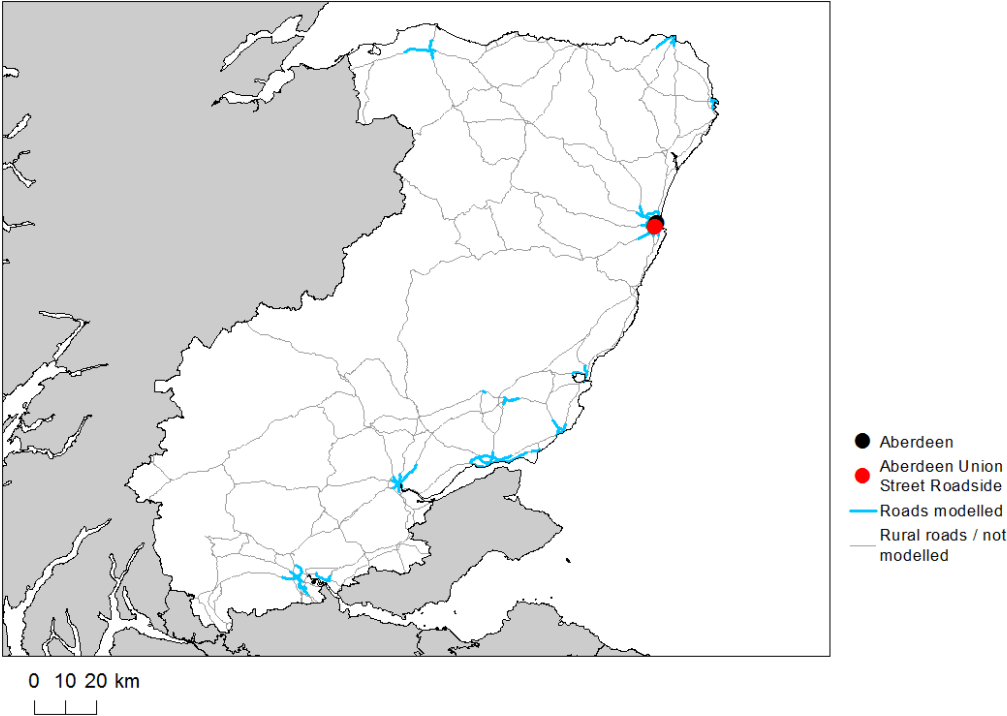 Aberdeen
Aberdeen Union
Street Roadside
Roads modelled
Rural roads / not
modelled
0 10 20 km